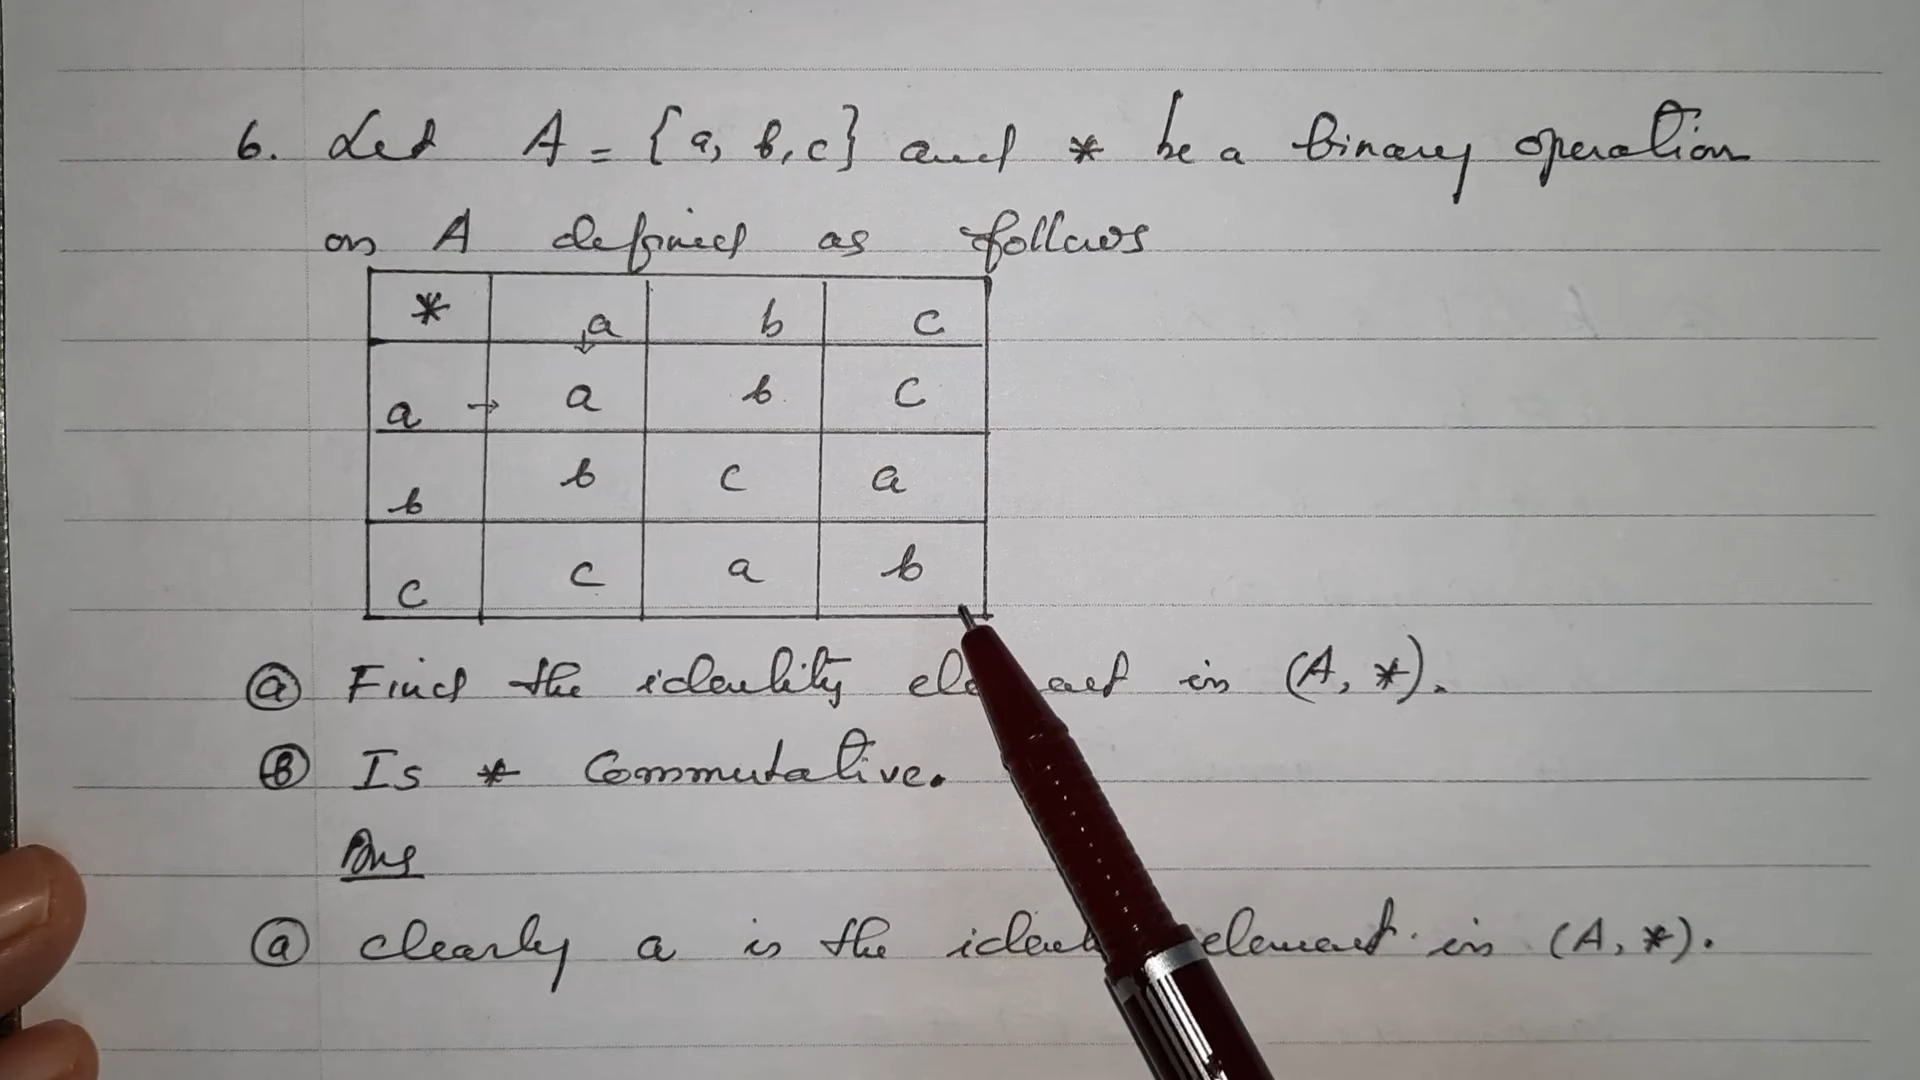 6. Let A = {a, b, c} and * be a binary operation
on A defined as follows
* a b c
a → a b c
b b c a
c c a b
ⓐ Find the identity in (A, *).
ⓑ Is * Commutative.
Ans
ⓐ clearly a is the element in (A, *).